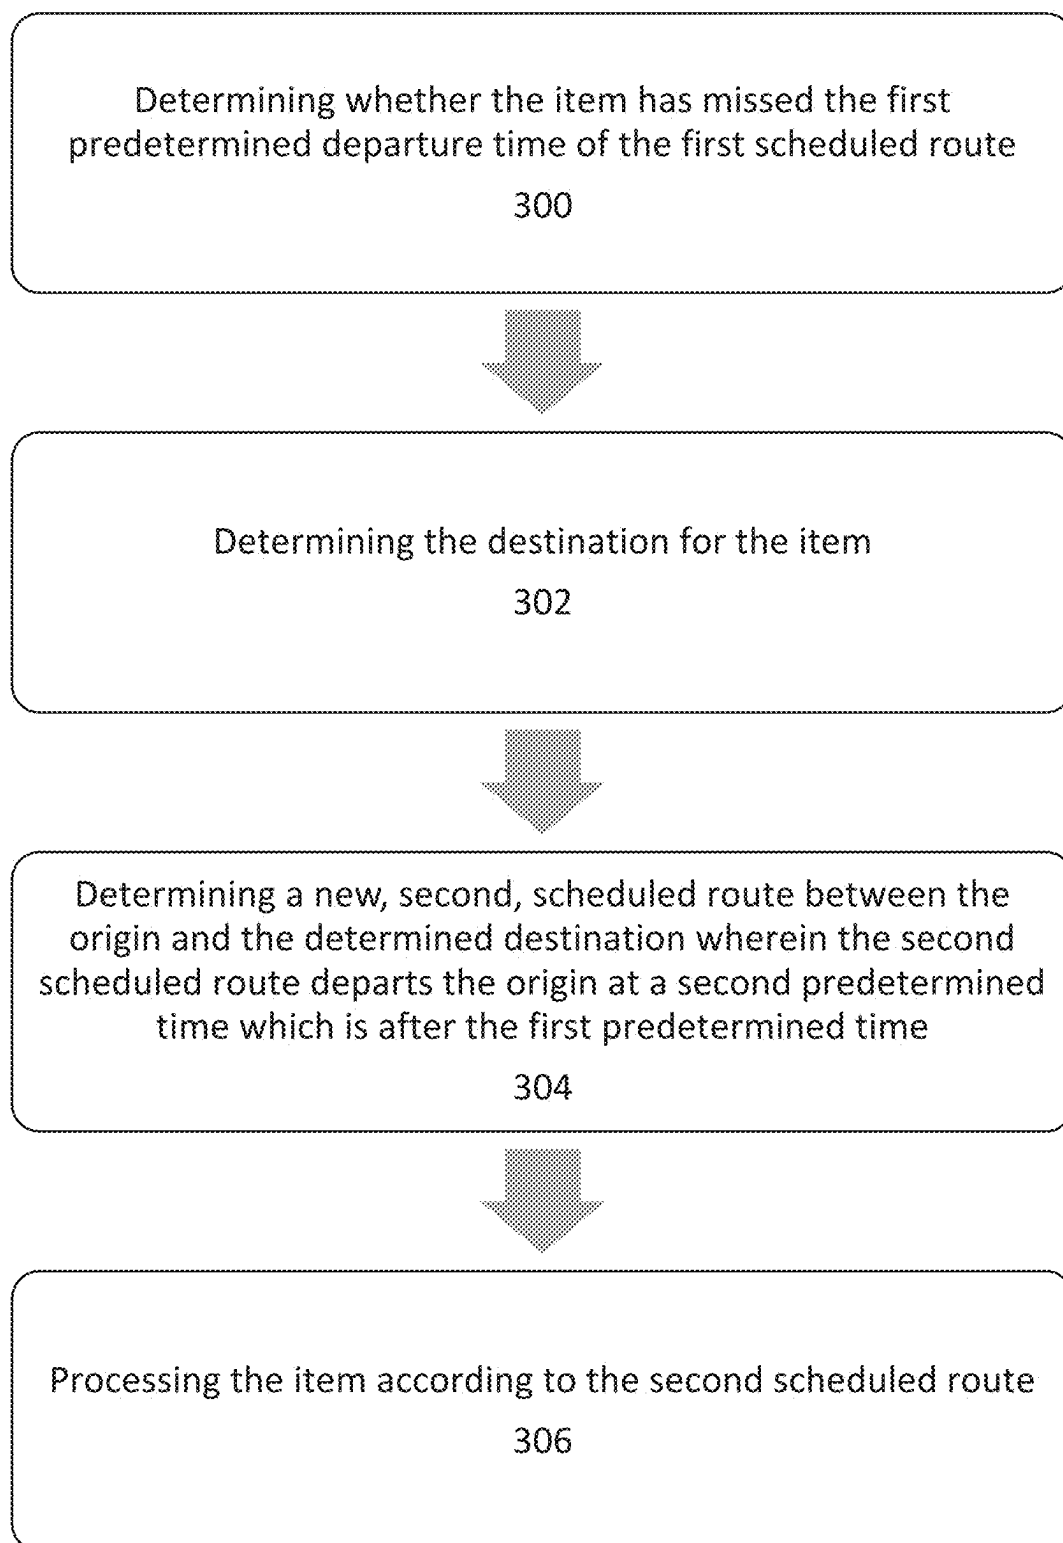 Determining whether the item has missed the first
predetermined departure time of the first scheduled route
300
Determining the destination for the item
302
Determining a new, second, scheduled route between the
origin and the determined destination wherein the second
scheduled route departs the origin at a second predetermined
time which is after the first predetermined time
304
Processing the item according to the second scheduled route
306